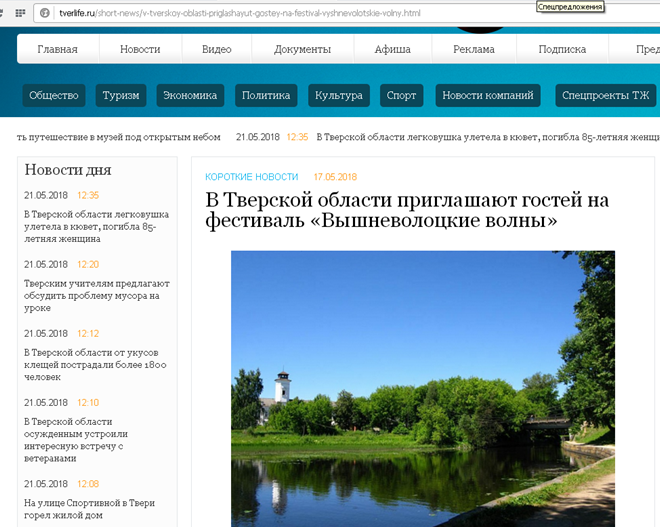 Спецпредложения
tverlife.ru/short-news/v-tverskoy-oblasti-priglashayut-gostey-na-festival-vyshnevolotskie-volny.html
Главная Новости Видео Документы Афиша Реклама Подписка Пред
Общество Туризм Экономика Политика Культура Спорт Новости компаний Спецпроекты ТЖ
ть путешествие в музей под открытым небом 21.05.2018 12:35 В Тверской области легковушка улетела в кювет, погибла 85-летняя женщи
Новости дня
21.05.2018 12:35
В Тверской области легковушка
улетела в кювет, погибла 85-
летняя женщина
21.05.2018 12:20
Тверским учителям предлагают
обсудить проблему мусора на
уроке
21.05.2018 12:12
В Тверской области от укусов
клещей пострадали более 1800
человек
21.05.2018 12:10
В Тверской области
осужденным устроили
интересную встречу с
ветеранами
21.05.2018 12:08
На улице Спортивной в Твери
горел жилой дом
КОРОТКИЕ НОВОСТИ 17.05.2018
В Тверской области приглашают гостей на
фестиваль «Вышневолоцкие волны»